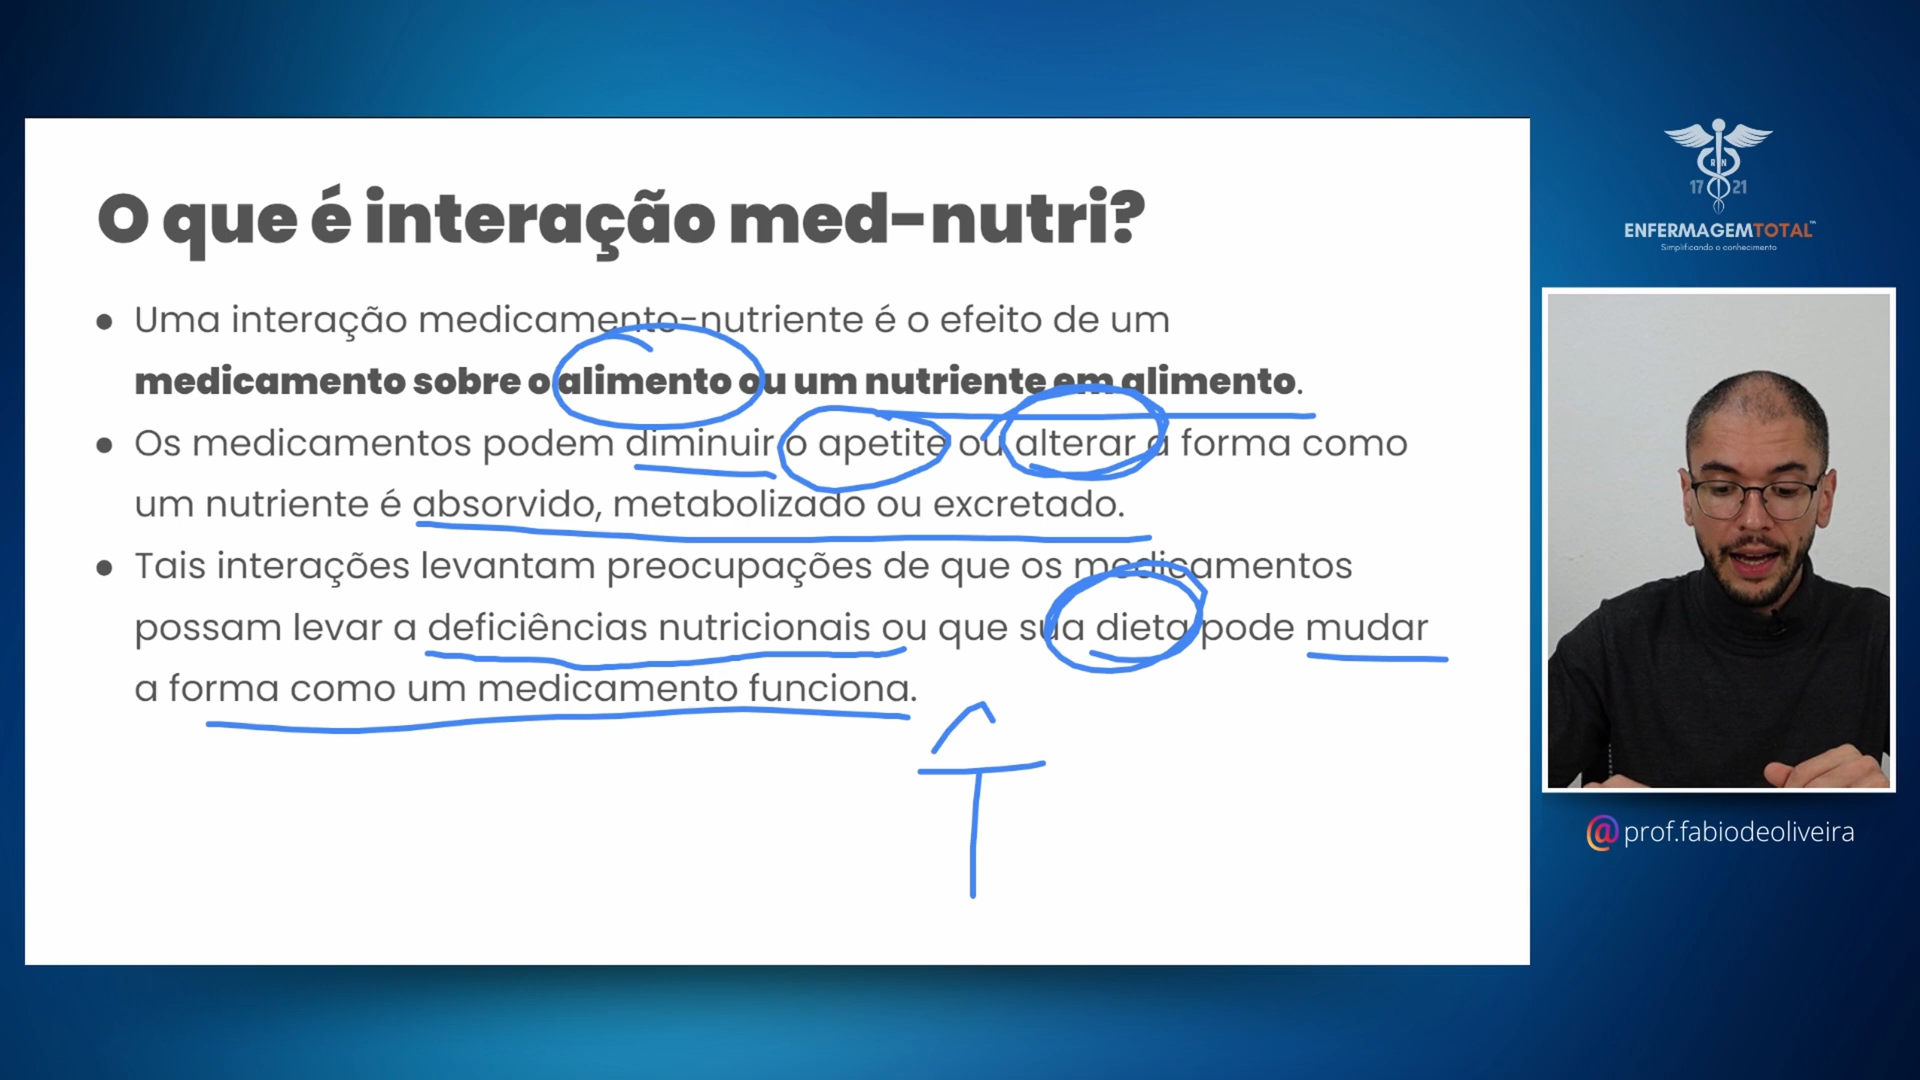 O que é interação med-nutri?
● Uma interação medicamento-nutriente é o efeito de um
medicamento sobre o alimento ou um nutriente em alimento.
● Os medicamentos podem diminuir o apetite ou alterar a forma como
um nutriente é absorvido, metabolizado ou excretado.
● Tais interações levantam preocupações de que os medicamentos
possam levar a deficiências nutricionais ou que sua dieta pode mudar
a forma como um medicamento funciona.
RN
17 21
ENFERMAGEMTOTAL™
Simplificando o conhecimento
@prof.fabiodeoliveira